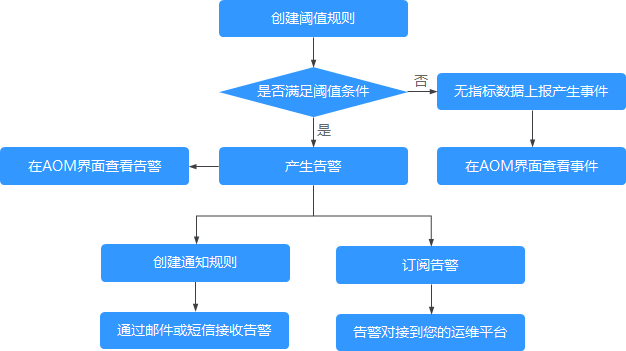 创建阈值规则
是否满足阈值条件
否
无指标数据上报产生事件
是
在AOM界面查看告警
产生告警
在AOM界面查看事件
创建通知规则
订阅告警
通过邮件或短信接收告警
告警对接到您的运维平台